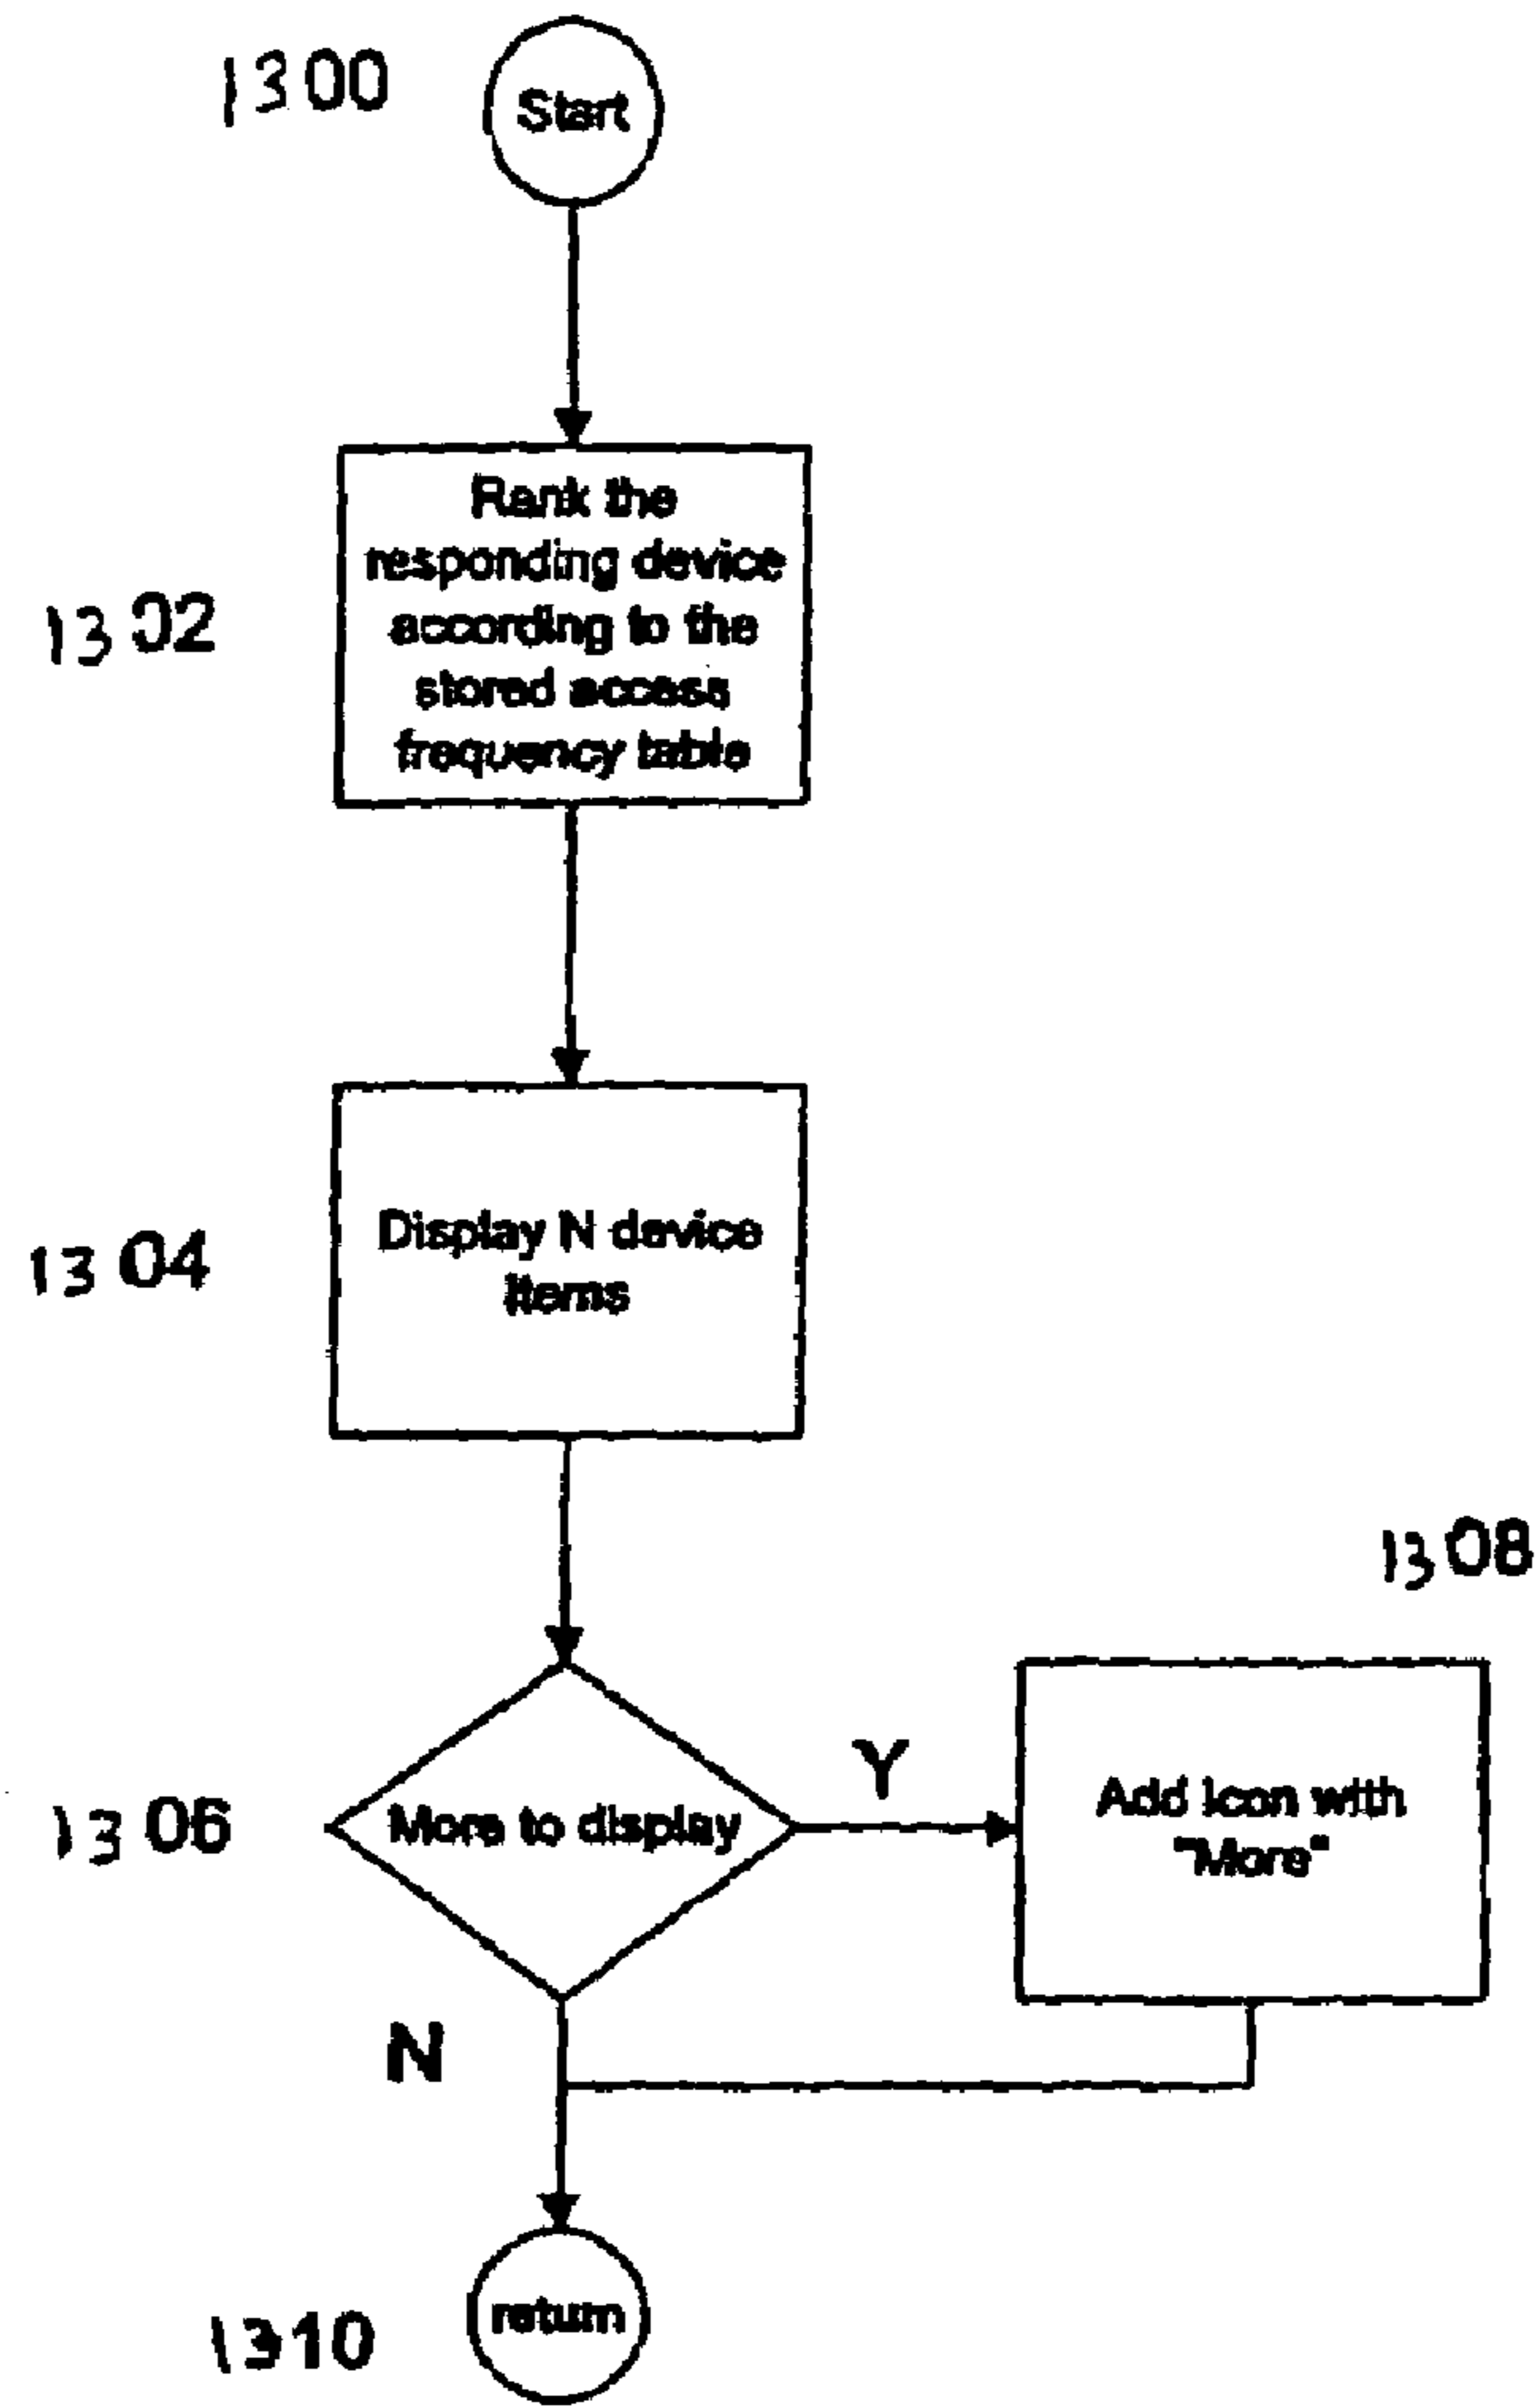 1300
Start
1302
Rank the
responding device
according to the
stored access
frequency table
1304
Display N device
items
1306
More to display
Y
1308
Add icon with
"More"
N
1310
return